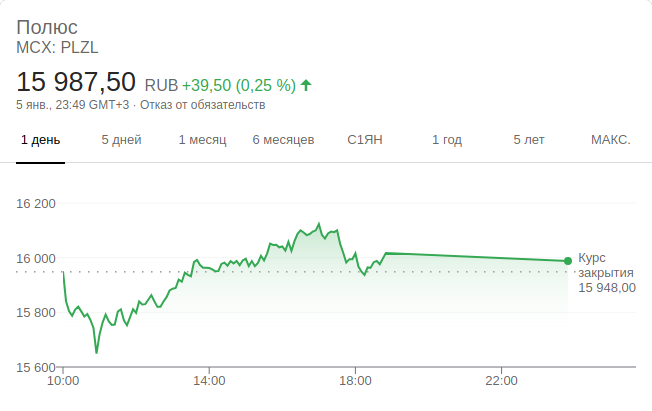 Полюс
MCX: PLZL
15 987,50 RUB +39,50 (0,25 %)
5 янв., 23:49 GMT+3 · Отказ от обязательств
1 день 5 дней 1 месяц 6 месяцев С1ЯН 1 год 5 лет МАКС.
16 200
16 000
15 800
15 600
Курс
закрытия
15 948,00
10:00 14:00 18:00 22:00